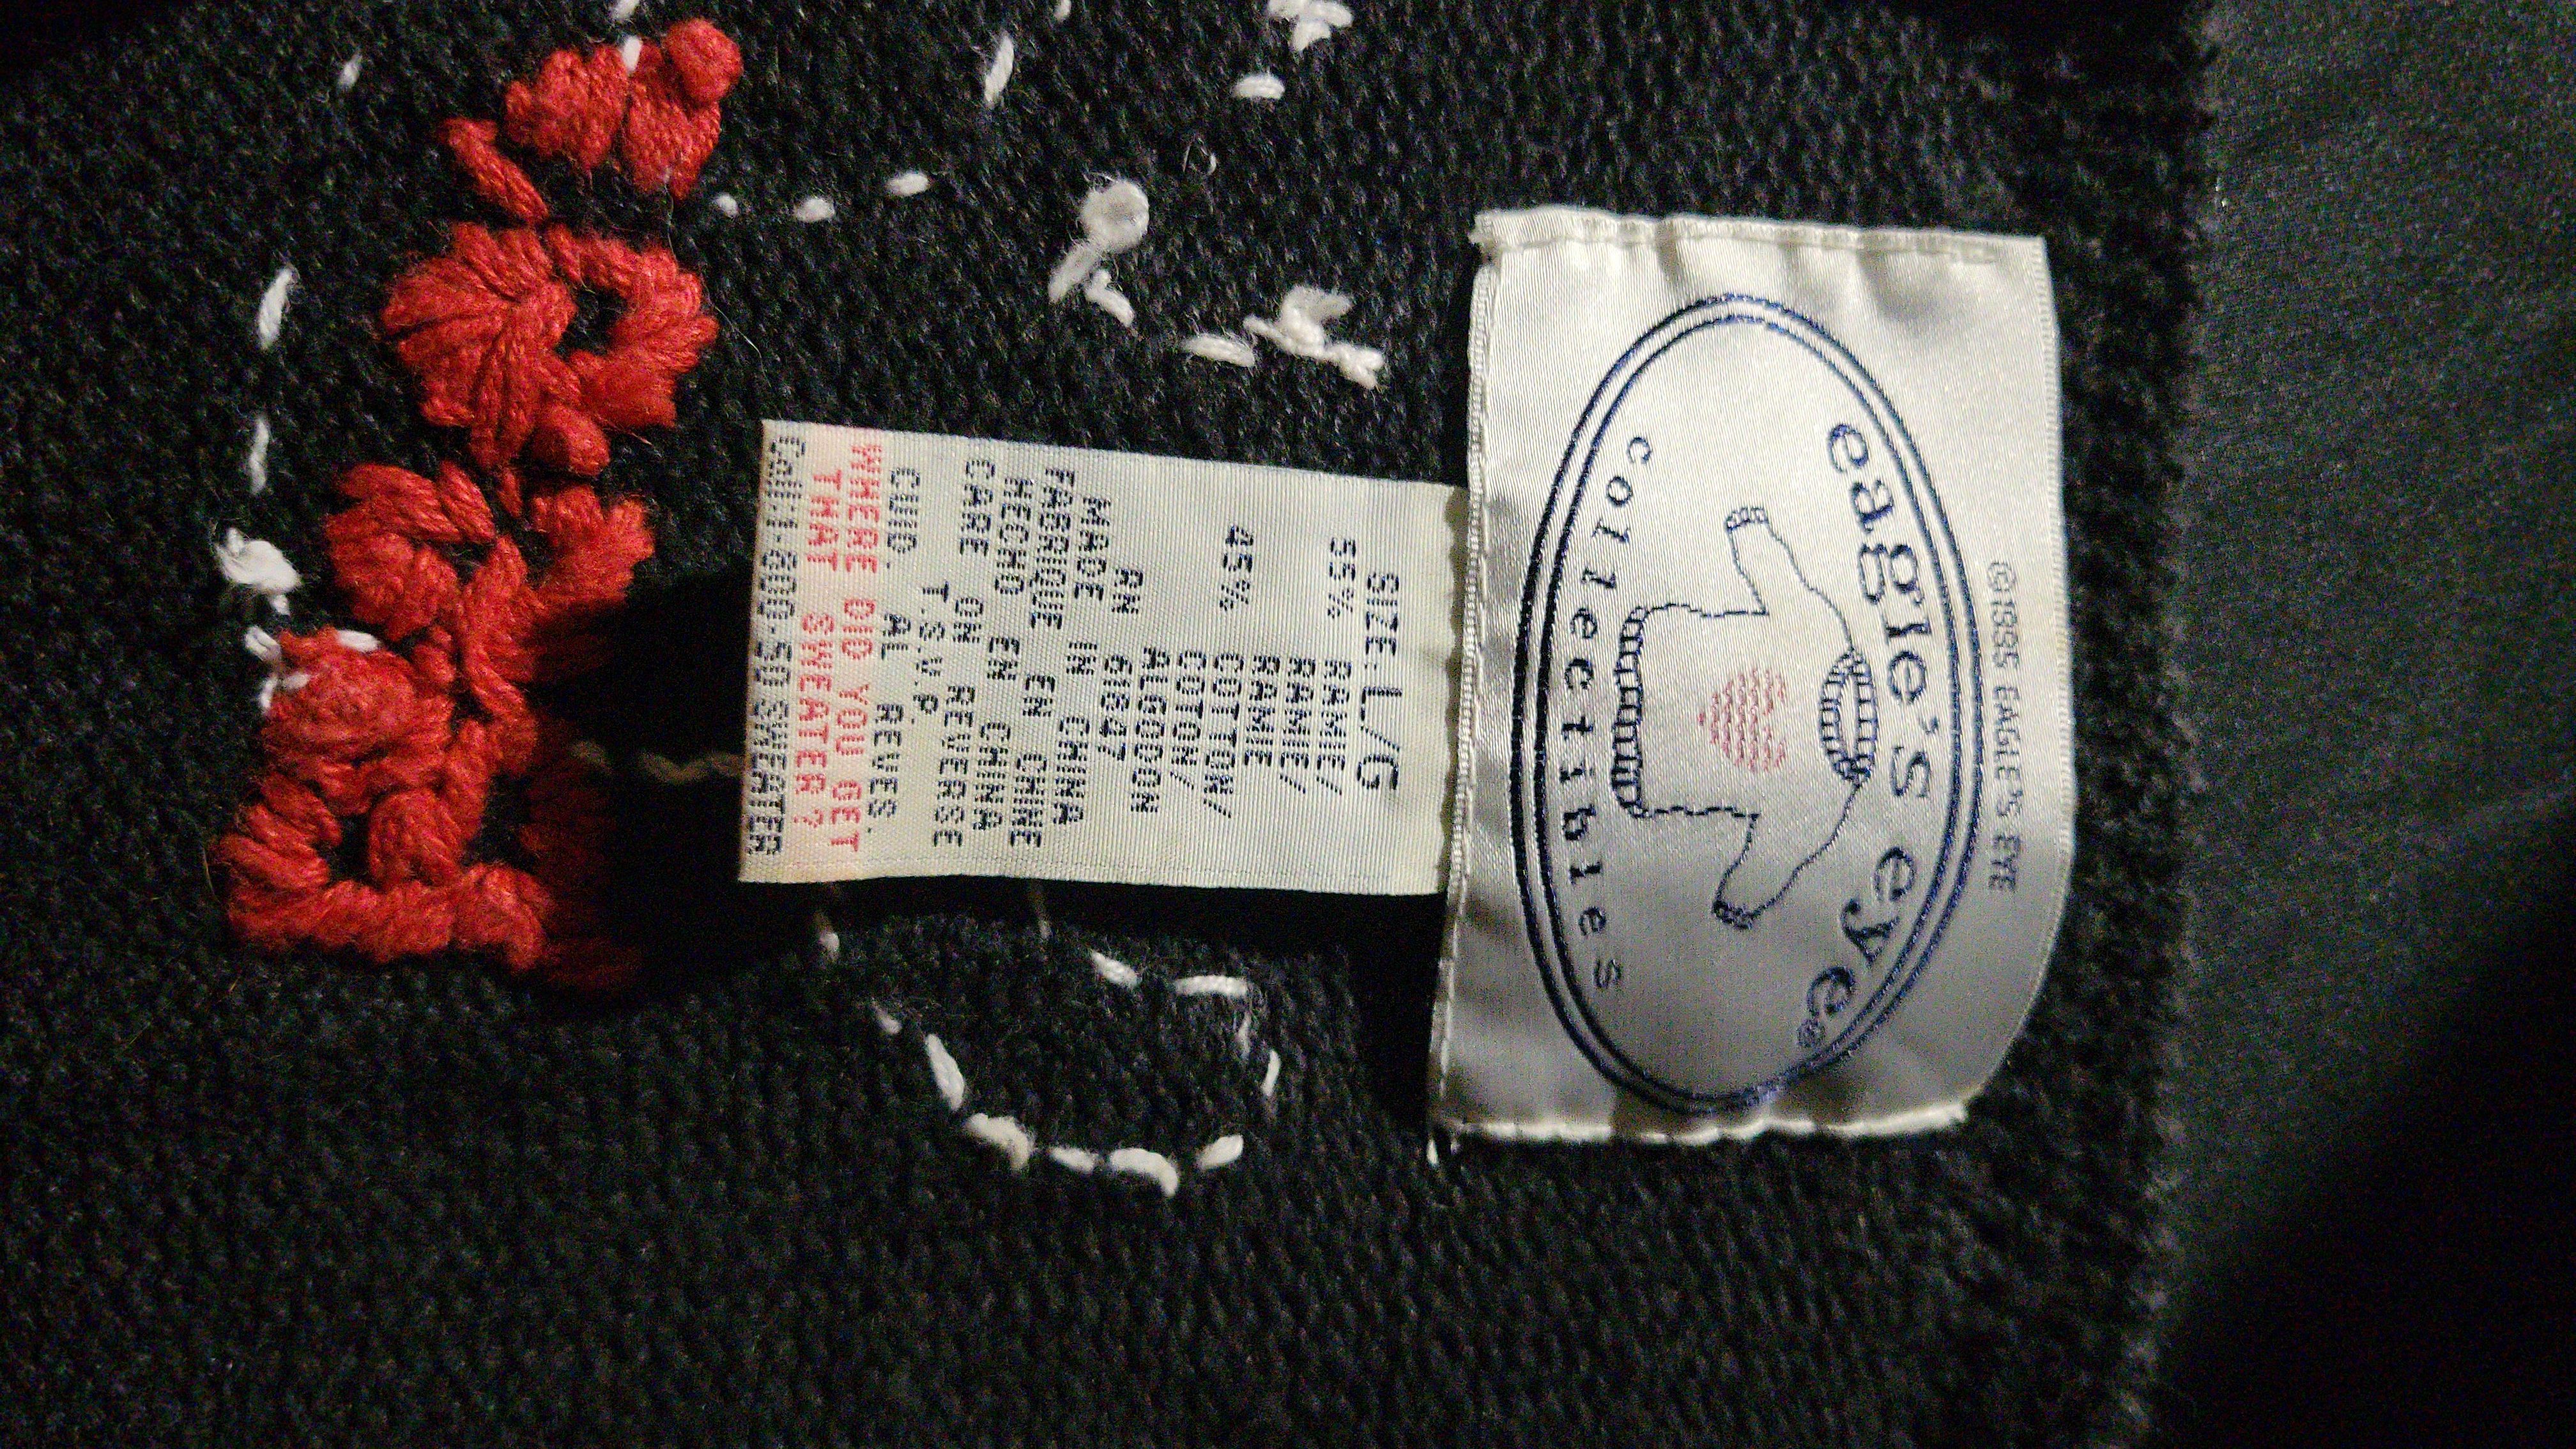 ©1995 EAGLE'S EYE
eagle's eye®
collectibles
SIZE: L/G
55% RAMIE/
RAMIE/
RAMIE
45% COTTON/
COTON/
ALGODON
RN 61647
MADE IN CHINA
FABRIQUE EN CHINE
HECHO EN CHINA
CARE ON REVERSE
T.S.V.P.
CUID. AL REVES.
WHERE DID YOU GET
THAT SWEATER?
Call:1-800-50-SWEATER